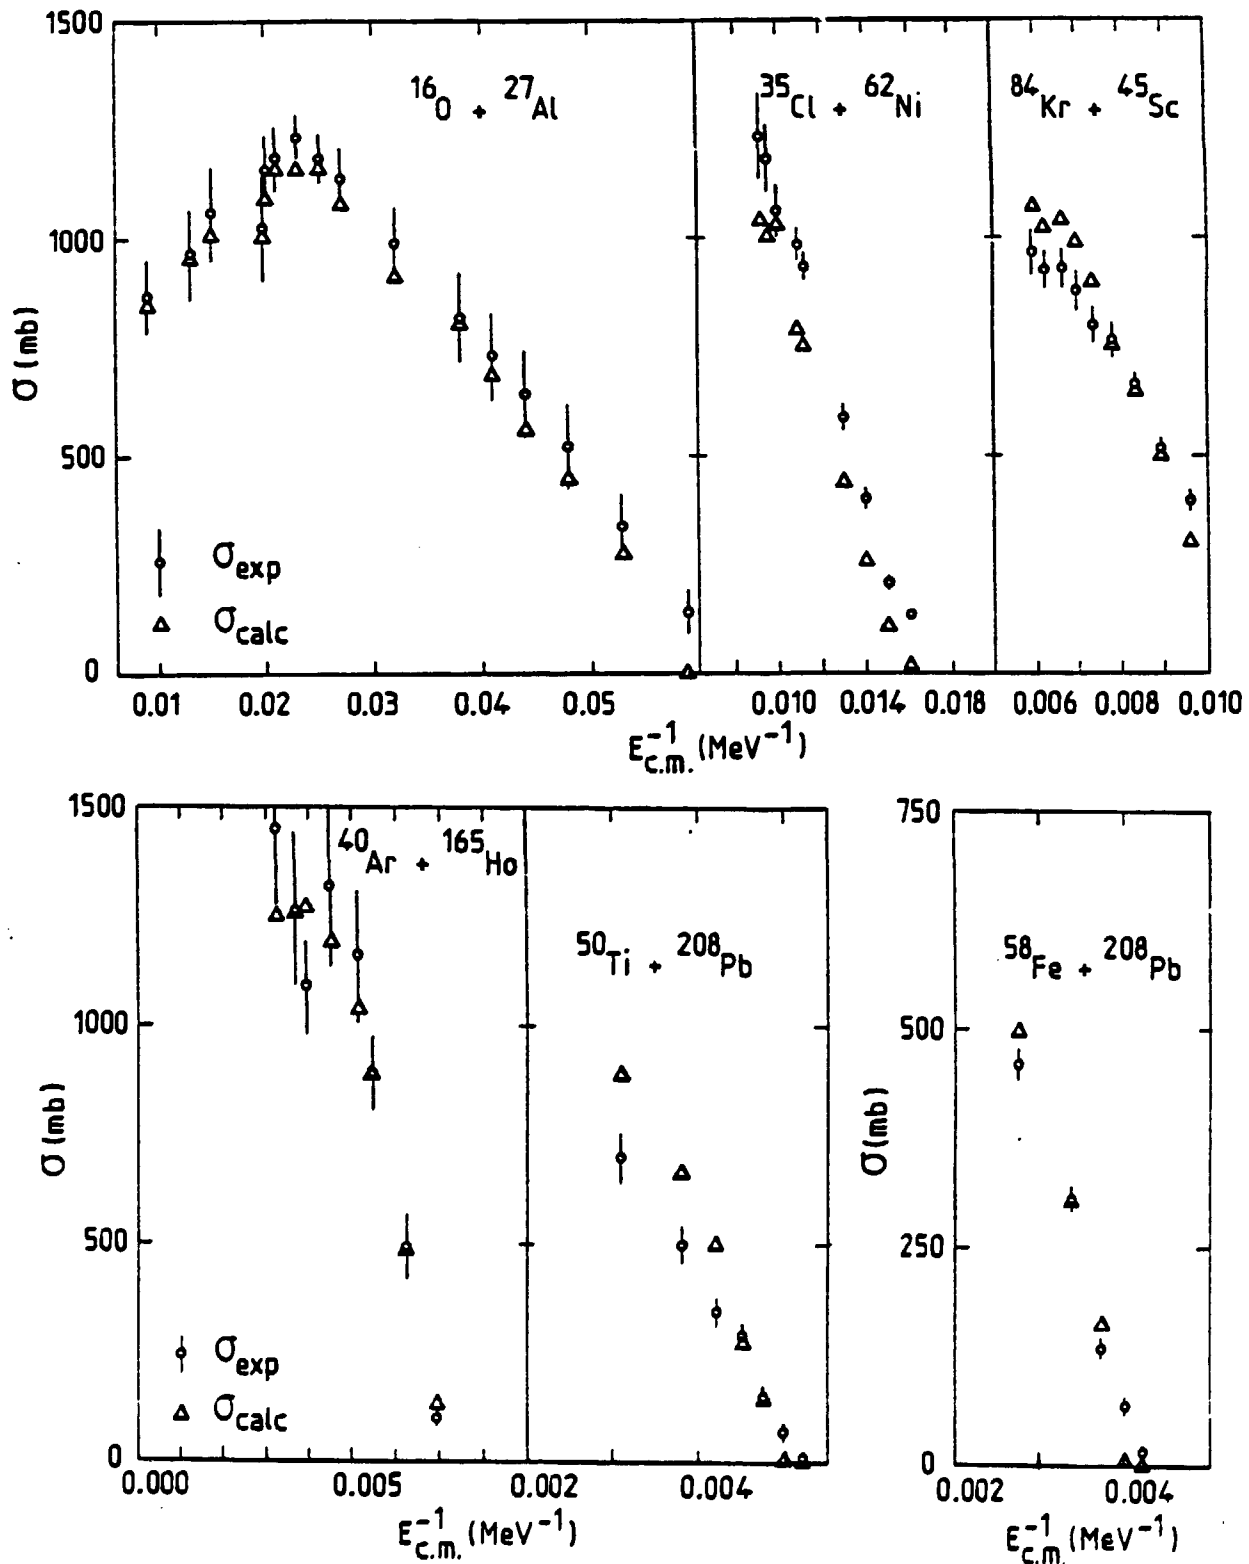 1500
1000
500
0
σ (mb)
¹⁶O + ²⁷Al
³⁵Cl + ⁶²Ni
⁸⁴Kr + ⁴⁵Sc
σexp
σcalc
0.01 0.02 0.03 0.04 0.05
0.010 0.014 0.018
0.006 0.008 0.010
E⁻¹c.m. (MeV⁻¹)
1500
1000
500
0
σ (mb)
⁴⁰Ar + ¹⁶⁵Ho
⁵⁰Ti + ²⁰⁸Pb
σexp
σcalc
0.000 0.005
0.002 0.004
E⁻¹c.m. (MeV⁻¹)
750
500
250
0
σ (mb)
⁵⁸Fe + ²⁰⁸Pb
0.002 0.004
E⁻¹c.m. (MeV⁻¹)